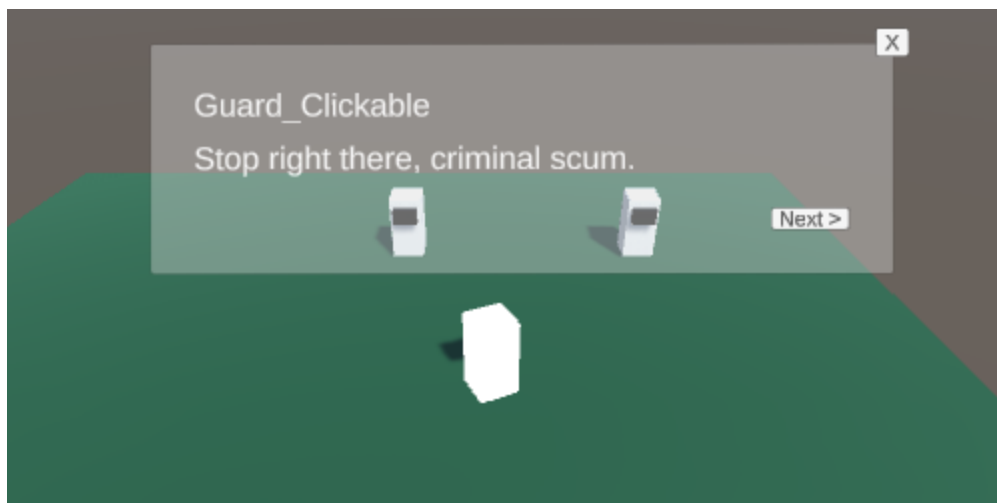 X
Guard_Clickable
Stop right there, criminal scum.
Next >